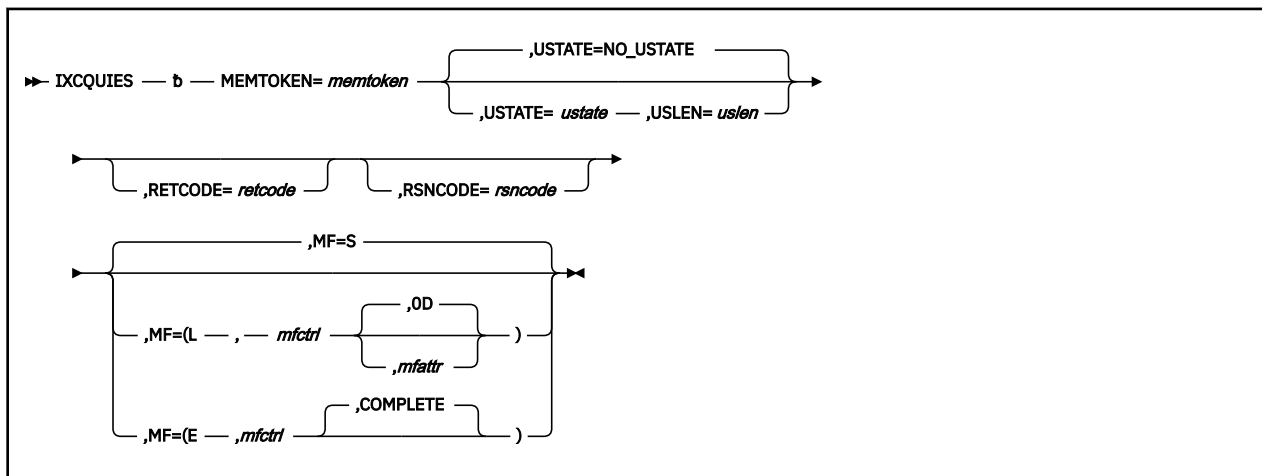 ,USTATE=NO_USTATE
IXCQUIES ƀ MEMTOKEN= memtoken
,USTATE= ustate ,USLEN= uslen
,RETCODE= retcode ,RSNCODE= rsncode
,MF=S
,0D
,MF=(L , mfctrl )
,mfattr
,COMPLETE
,MF=(E ,mfctrl )